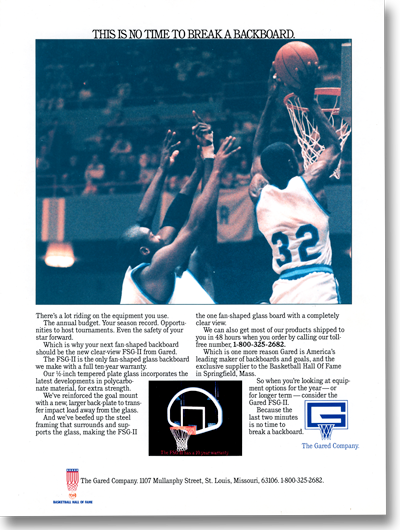 THIS IS NO TIME TO BREAK A BACKBOARD.
32
There's a lot riding on the equipment you use.
The annual budget. Your season record. Opportu-
nities to host tournaments. Even the safety of your
star forward.
Which is why your next fan-shaped backboard
should be the new clear-view FSG-II from Gared.
The FSG-II is the only fan-shaped glass backboard
we make with a full ten year warranty.
Our ½ inch tempered plate glass incorporates the
latest developments in polycarbo-
nate material, for extra strength.
We've reinforced the goal mount
with a new, larger back-plate to trans-
fer impact load away from the glass.
And we've beefed up the steel
framing that surrounds and sup-
ports the glass, making the FSG-II
the one fan-shaped glass board with a completely
clear view.
We can also get most of our products shipped to
you in 48 hours when you order by calling our toll-
free number, 1-800-325-2682.
Which is one more reason Gared is America's
leading maker of backboards and goals, and the
exclusive supplier to the Basketball Hall Of Fame
in Springfield, Mass.
So when you're looking at equip-
ment options for the year — or
for longer term — consider the
Gared FSG-II.
Because the
last two minutes
is no time to
break a backboard.
G
The Gared Company.
BASKETBALL HALL OF FAME
The Gared Company. 1107 Mullanphy Street, St. Louis, Missouri, 63106. 1-800-325-2682.